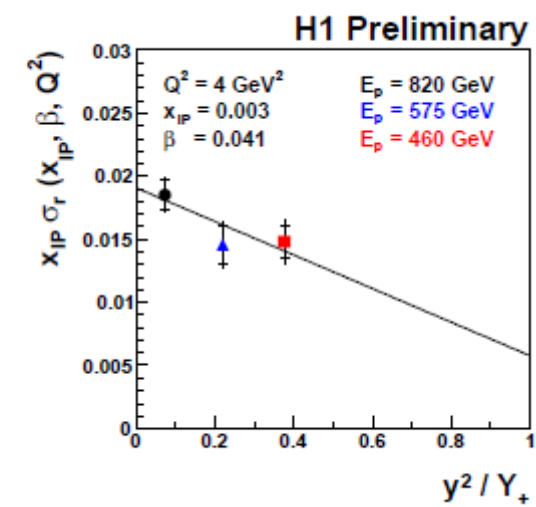 H1 Preliminary
x_IP σ_r (x_IP, β, Q²)
0.03
0.025
0.02
0.015
0.01
0.005
0
Q² = 4 GeV²
x_IP = 0.003
β = 0.041
E_p = 820 GeV
E_p = 575 GeV
E_p = 460 GeV
0 0.2 0.4 0.6 0.8 1
y² / Y₊